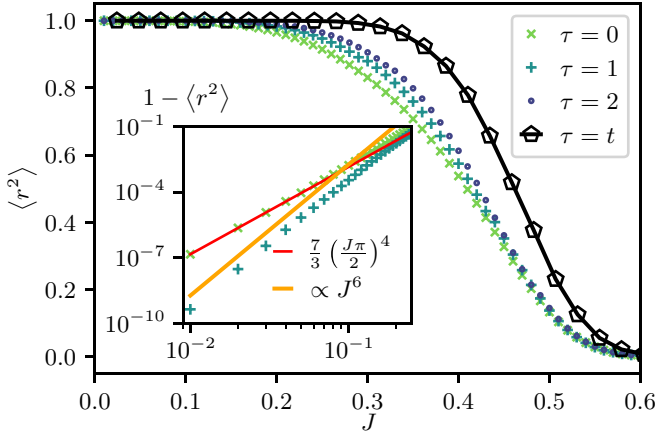 1.0
0.8
0.6
0.4
0.2
0.0
⟨r²⟩
0.0 0.1 0.2 0.3 0.4 0.5 0.6
J
τ = 0
τ = 1
τ = 2
τ = t
1 − ⟨r²⟩
10⁻¹
10⁻⁴
10⁻⁷
10⁻¹⁰
10⁻² 10⁻¹
7/3 (Jπ/2)⁴
∝ J⁶